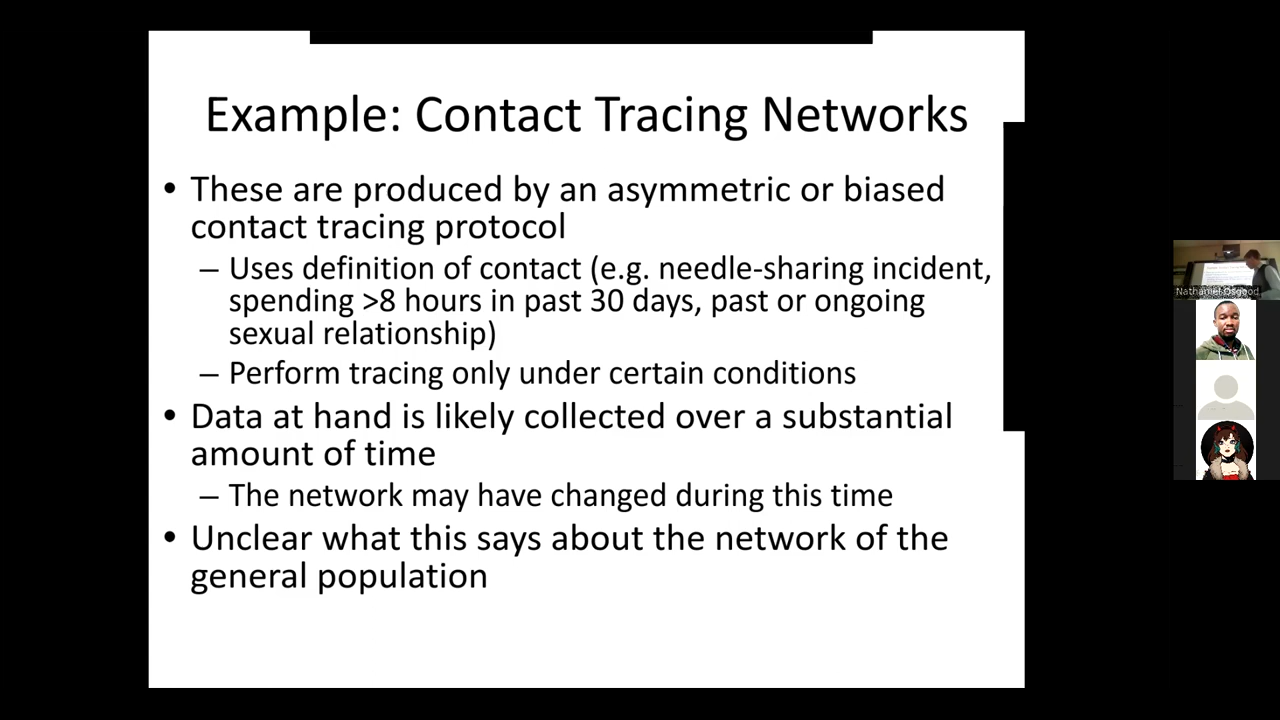 Example: Contact Tracing Networks
• These are produced by an asymmetric or biased
contact tracing protocol
– Uses definition of contact (e.g. needle-sharing incident,
spending >8 hours in past 30 days, past or ongoing
sexual relationship)
– Perform tracing only under certain conditions
• Data at hand is likely collected over a substantial
amount of time
– The network may have changed during this time
• Unclear what this says about the network of the
general population
Nathaniel Osgood